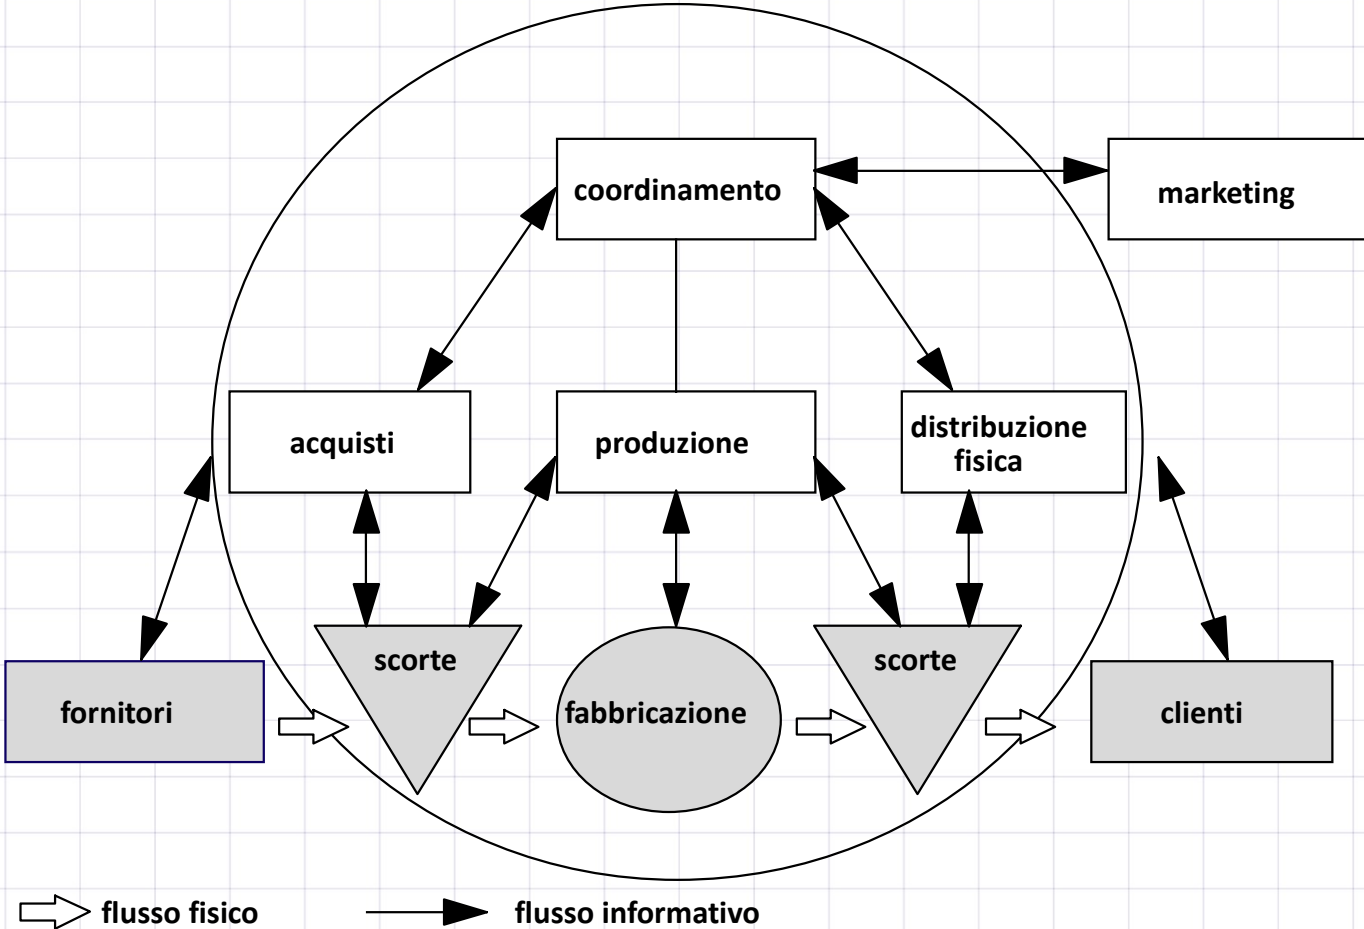 coordinamento
marketing
acquisti
produzione
distribuzione
fisica
scorte
scorte
fornitori
fabbricazione
clienti
flusso fisico
flusso informativo